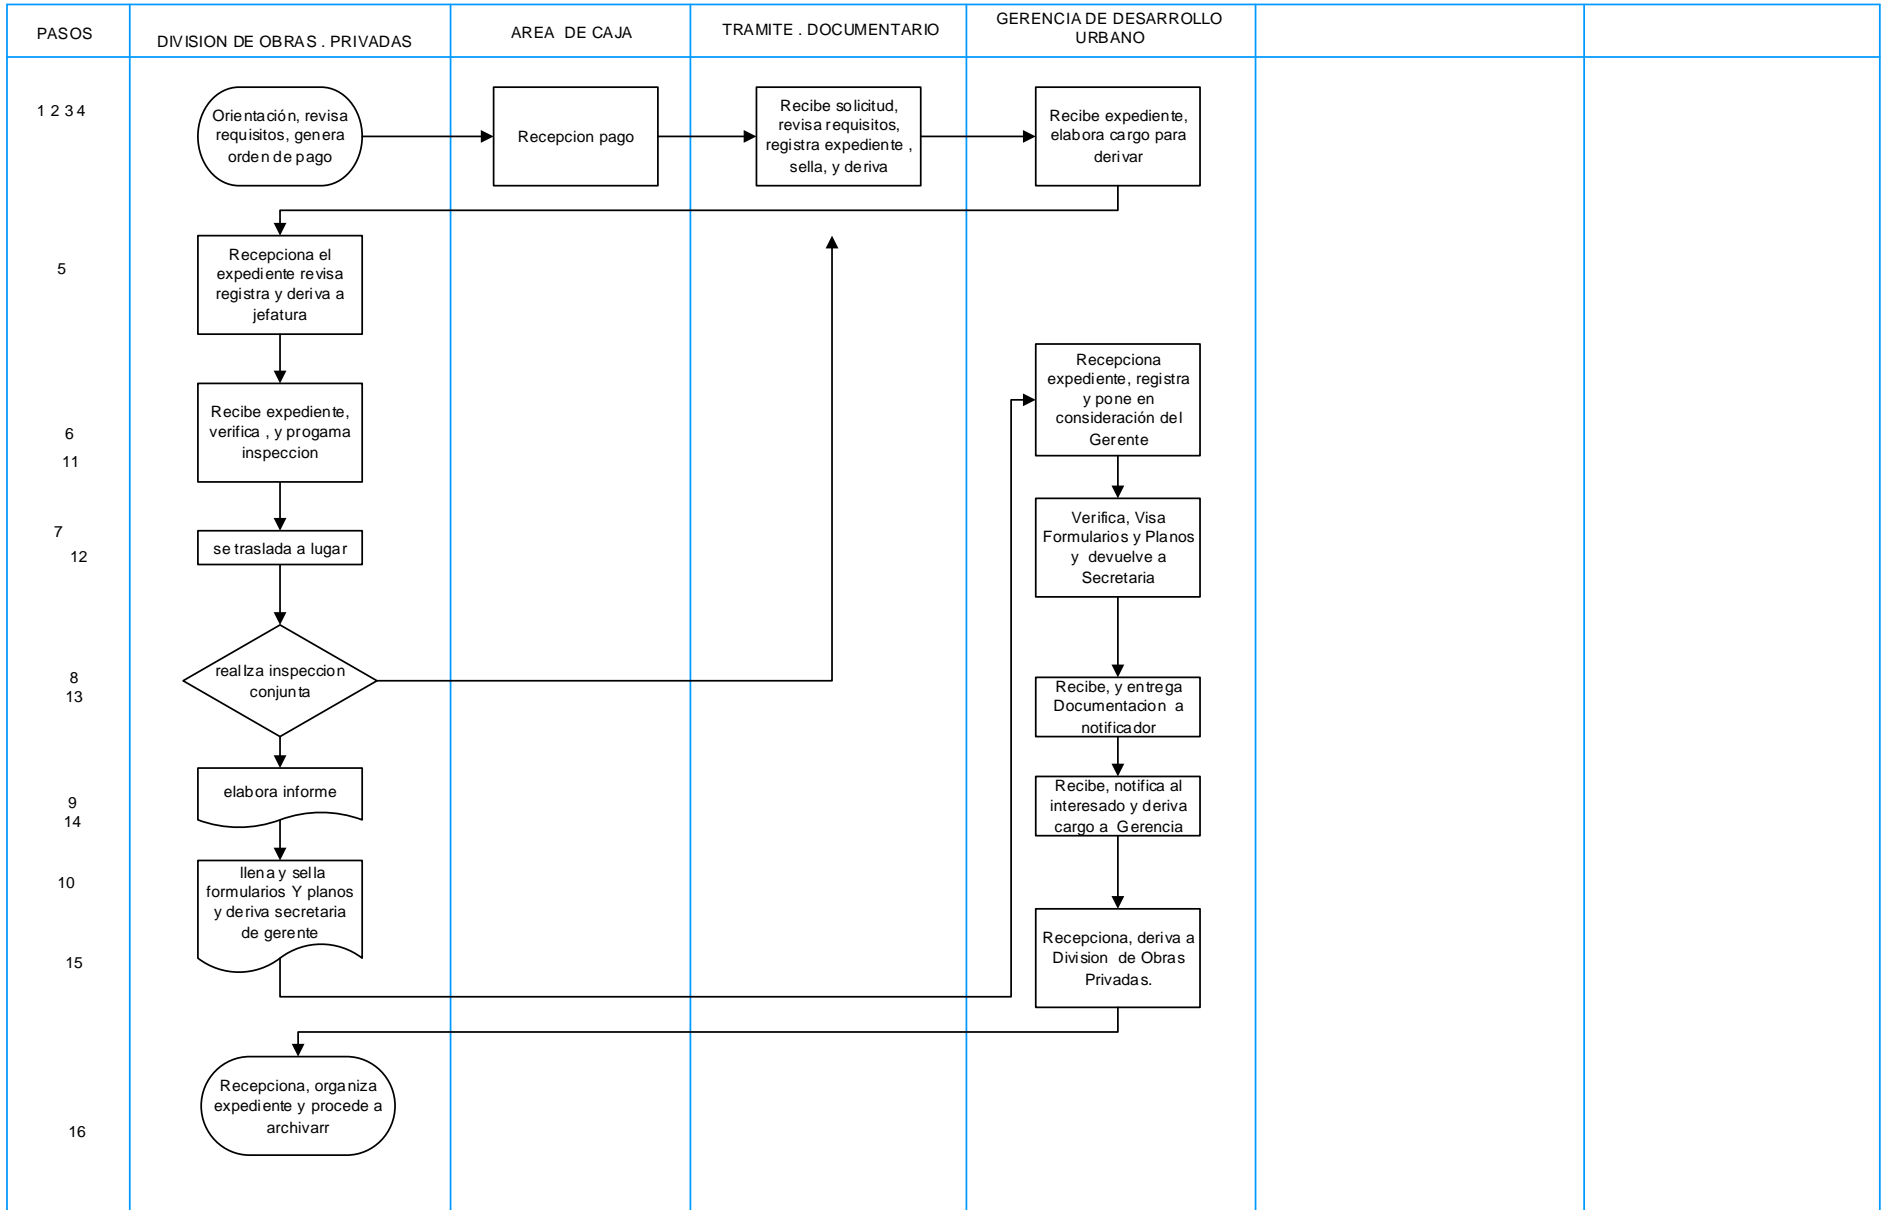 PASOS
DIVISION DE OBRAS . PRIVADAS
AREA DE CAJA
TRAMITE . DOCUMENTARIO
GERENCIA DE DESARROLLO
URBANO
1 2 3 4
Orientación, revisa
requisitos, genera
orden de pago
Recepcion pago
Recibe solicitud,
revisa requisitos,
registra expediente ,
sella, y deriva
Recibe expediente,
elabora cargo para
derivar
5
Recepciona el
expediente revisa
registra y deriva a
jefatura
6
11
Recibe expediente,
verifica , y progama
inspeccion
Recepciona
expediente, registra
y pone en
consideración del
Gerente
7
12
se traslada a lugar
Verifica, Visa
Formularios y Planos
y devuelve a
Secretaria
8
13
realIza inspeccion
conjunta
Recibe, y entrega
Documentacion a
notificador
9
14
elabora informe
Recibe, notifica al
interesado y deriva
cargo a Gerencia
10
15
llena y sella
formularios Y planos
y deriva secretaria
de gerente
Recepciona, deriva a
Division de Obras
Privadas.
16
Recepciona, organiza
expediente y procede a
archivarr